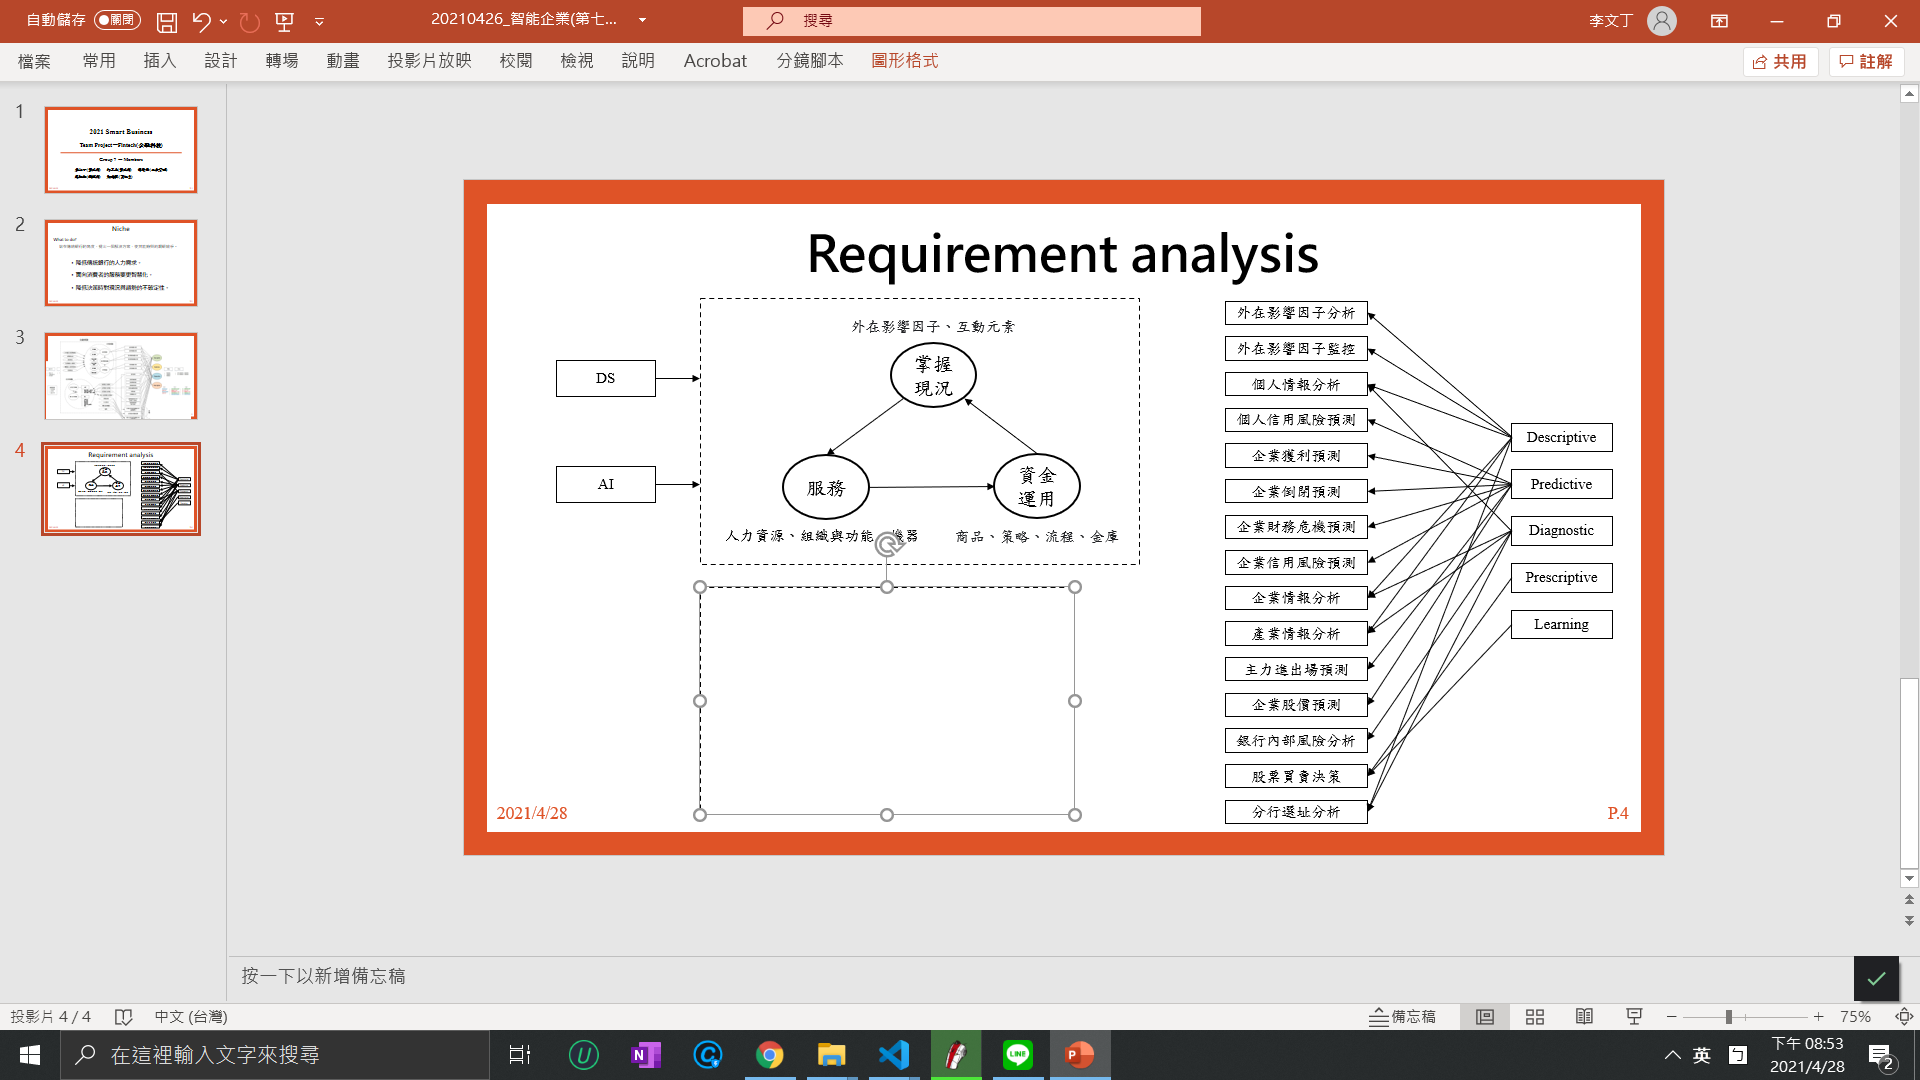 自動儲存 關閉
20210426_智能企業(第七...
搜尋
李文丁
檔案 常用 插入 設計 轉場 動畫 投影片放映 校閱 檢視 說明 Acrobat 分鏡腳本 圖形格式
共用 註解
1
2021 Smart Business
Group 7 — Members
2
Niche
What to do?
3
4
Requirement analysis
Requirement analysis
外在影響因子、互動元素
掌握
現況
DS
AI
服務
資金
運用
人力資源、組織與功能 機器
商品、策略、流程、金庫
外在影響因子分析
外在影響因子監控
個人情報分析
個人信用風險預測
企業獲利預測
企業倒閉預測
企業財務危機預測
企業信用風險預測
企業情報分析
產業情報分析
主力進出場預測
企業股價預測
銀行內部風險分析
股票買賣決策
分行選址分析
Descriptive
Predictive
Diagnostic
Prescriptive
Learning
2021/4/28
P.4
按一下以新增備忘稿
投影片 4 / 4 中文 (台灣)
備忘稿
75%
在這裡輸入文字來搜尋
英
下午 08:53
2021/4/28
2